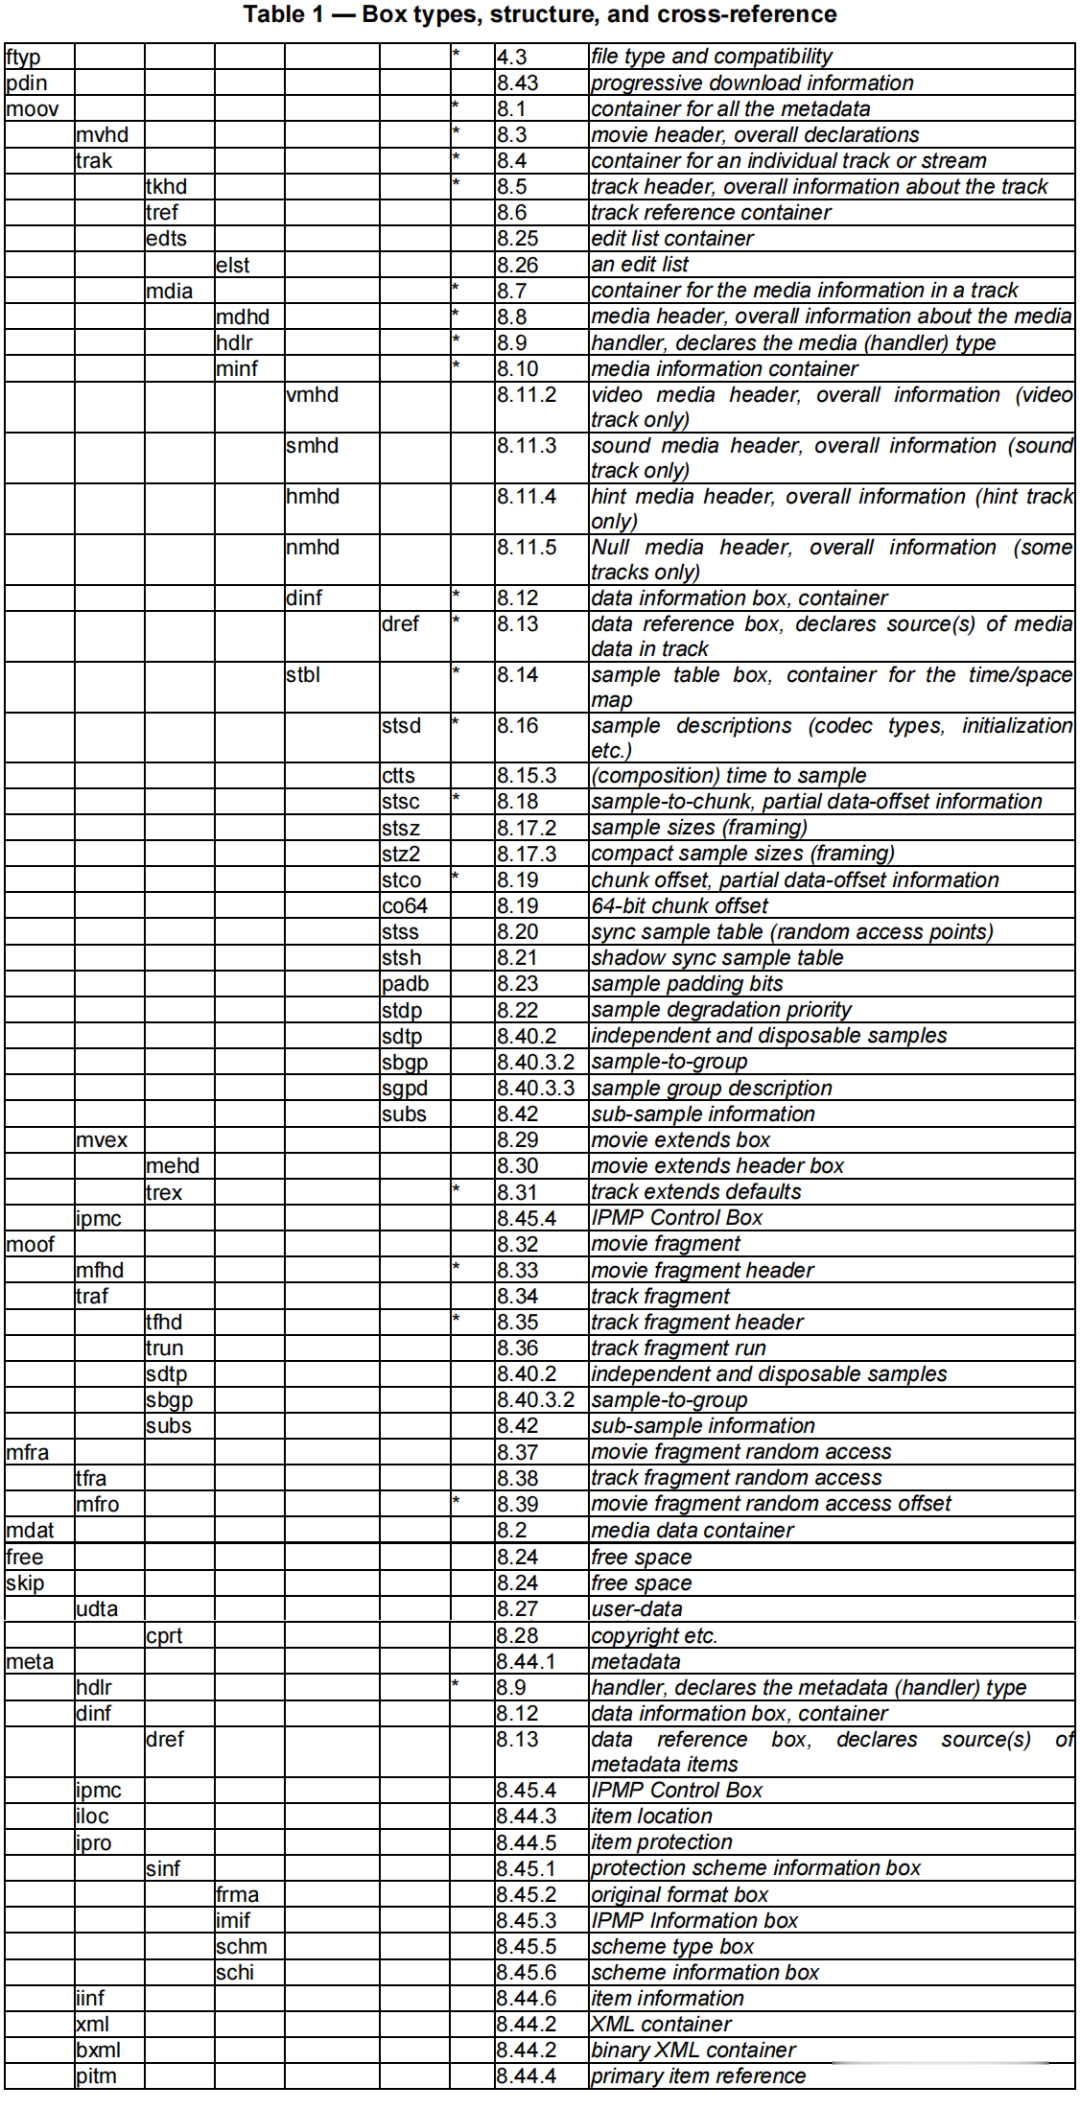 Table 1 — Box types, structure, and cross-reference
ftyp * 4.3 file type and compatibility
pdin 8.43 progressive download information
moov * 8.1 container for all the metadata
mvhd * 8.3 movie header, overall declarations
trak * 8.4 container for an individual track or stream
tkhd * 8.5 track header, overall information about the track
tref 8.6 track reference container
edts 8.25 edit list container
elst 8.26 an edit list
mdia * 8.7 container for the media information in a track
mdhd * 8.8 media header, overall information about the media
hdlr * 8.9 handler, declares the media (handler) type
minf * 8.10 media information container
vmhd 8.11.2 video media header, overall information (video
track only)
smhd 8.11.3 sound media header, overall information (sound
track only)
hmhd 8.11.4 hint media header, overall information (hint track
only)
nmhd 8.11.5 Null media header, overall information (some
tracks only)
dinf * 8.12 data information box, container
dref * 8.13 data reference box, declares source(s) of media
data in track
stbl * 8.14 sample table box, container for the time/space
map
stsd * 8.16 sample descriptions (codec types, initialization
etc.)
ctts 8.15.3 (composition) time to sample
stsc * 8.18 sample-to-chunk, partial data-offset information
stsz 8.17.2 sample sizes (framing)
stz2 8.17.3 compact sample sizes (framing)
stco * 8.19 chunk offset, partial data-offset information
co64 8.19 64-bit chunk offset
stss 8.20 sync sample table (random access points)
stsh 8.21 shadow sync sample table
padb 8.23 sample padding bits
stdp 8.22 sample degradation priority
sdtp 8.40.2 independent and disposable samples
sbgp 8.40.3.2 sample-to-group
sgpd 8.40.3.3 sample group description
subs 8.42 sub-sample information
mvex 8.29 movie extends box
mehd 8.30 movie extends header box
trex * 8.31 track extends defaults
ipmc 8.45.4 IPMP Control Box
moof 8.32 movie fragment
mfhd * 8.33 movie fragment header
traf 8.34 track fragment
tfhd * 8.35 track fragment header
trun 8.36 track fragment run
sdtp 8.40.2 independent and disposable samples
sbgp 8.40.3.2 sample-to-group
subs 8.42 sub-sample information
mfra 8.37 movie fragment random access
tfra 8.38 track fragment random access
mfro * 8.39 movie fragment random access offset
mdat 8.2 media data container
free 8.24 free space
skip 8.24 free space
udta 8.27 user-data
cprt 8.28 copyright etc.
meta 8.44.1 metadata
hdlr * 8.9 handler, declares the metadata (handler) type
dinf 8.12 data information box, container
dref 8.13 data reference box, declares source(s) of
metadata items
ipmc 8.45.4 IPMP Control Box
iloc 8.44.3 item location
ipro 8.44.5 item protection
sinf 8.45.1 protection scheme information box
frma 8.45.2 original format box
imif 8.45.3 IPMP Information box
schm 8.45.5 scheme type box
schi 8.45.6 scheme information box
iinf 8.44.6 item information
xml 8.44.2 XML container
bxml 8.44.2 binary XML container
pitm 8.44.4 primary item reference